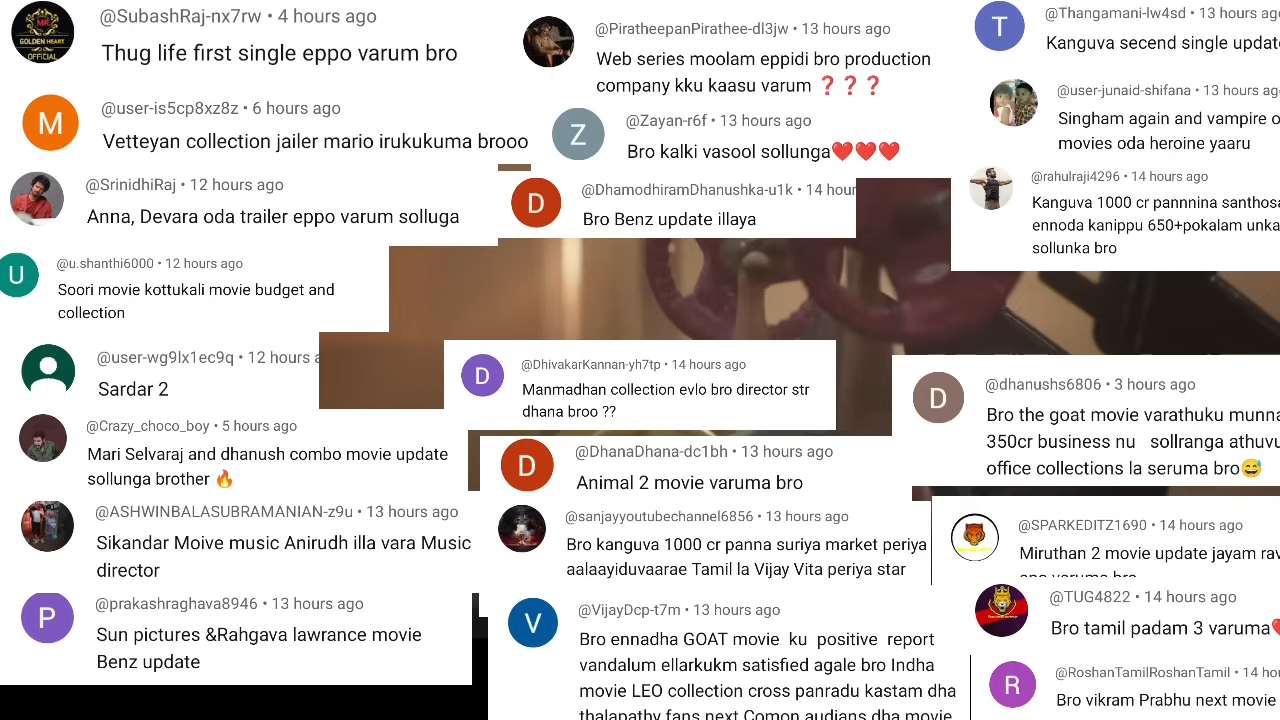 @SubashRaj-nx7rw • 4 hours ago
Thug life first single eppo varum bro
@user-is5cp8xz8z • 6 hours ago
Vetteyan collection jailer mario irukukuma brooo
@SrinidhiRaj • 12 hours ago
Anna, Devara oda trailer eppo varum solluga
@u.shanthi6000 • 12 hours ago
Soori movie kottukali movie budget and
collection
@user-wg9lx1ec9q • 12 hours
Sardar 2
@Crazy_choco_boy • 5 hours ago
Mari Selvaraj and dhanush combo movie update
sollunga brother 🔥
@ASHWINBALASUBRAMANIAN-z9u • 13 hours ago
Sikandar Moive music Anirudh illa vara Music
director
@prakashraghava8946 • 13 hours ago
Sun pictures &Rahgava lawrance movie
Benz update
@PiratheepanPirathee-dl3jw • 13 hours ago
Web series moolam eppidi bro production
company kku kaasu varum ❓❓❓
@Zayan-r6f • 13 hours ago
Bro kalki vasool sollunga❤️❤️❤️
@DhamodhiramDhanushka-u1k • 14 hour
Bro Benz update illaya
@DhivakarKannan-yh7tp • 14 hours ago
Manmadhan collection evlo bro director str
dhana broo ??
@DhanaDhana-dc1bh • 13 hours ago
Animal 2 movie varuma bro
@sanjayyoutubechannel6856 • 13 hours ago
Bro kanguva 1000 cr panna suriya market periya
aalaayiduvaarae Tamil la Vijay Vita periya star
@VijayDcp-t7m • 13 hours ago
Bro ennadha GOAT movie ku positive report
vandalum ellarkukm satisfied agale bro Indha
movie LEO collection cross panradu kastam dha
thalapathy fans next Comon audians dha movie
@Thangamani-lw4sd • 13 hours
Kanguva secend single update
@user-junaid-shifana • 13 hours
Singham again and vampire
movies oda heroine yaaru
@rahulraji4296 • 14 hours ago
Kanguva 1000 cr pannnina santhosa
ennoda kanippu 650+pokalam unka
sollunka bro
@dhanushs6806 • 3 hours ago
Bro the goat movie varathuku munna
350cr business nu sollranga athuvu
office collections la seruma bro😅
@SPARKEDITZ1690 • 14 hours ago
Miruthan 2 movie update jayam rav
@TUG4822 • 14 hours ago
Bro tamil padam 3 varuma❤️
@RoshanTamilRoshanTamil • 14
Bro vikram Prabhu next movie
MR
GOLDEN HEART
OFFICIAL